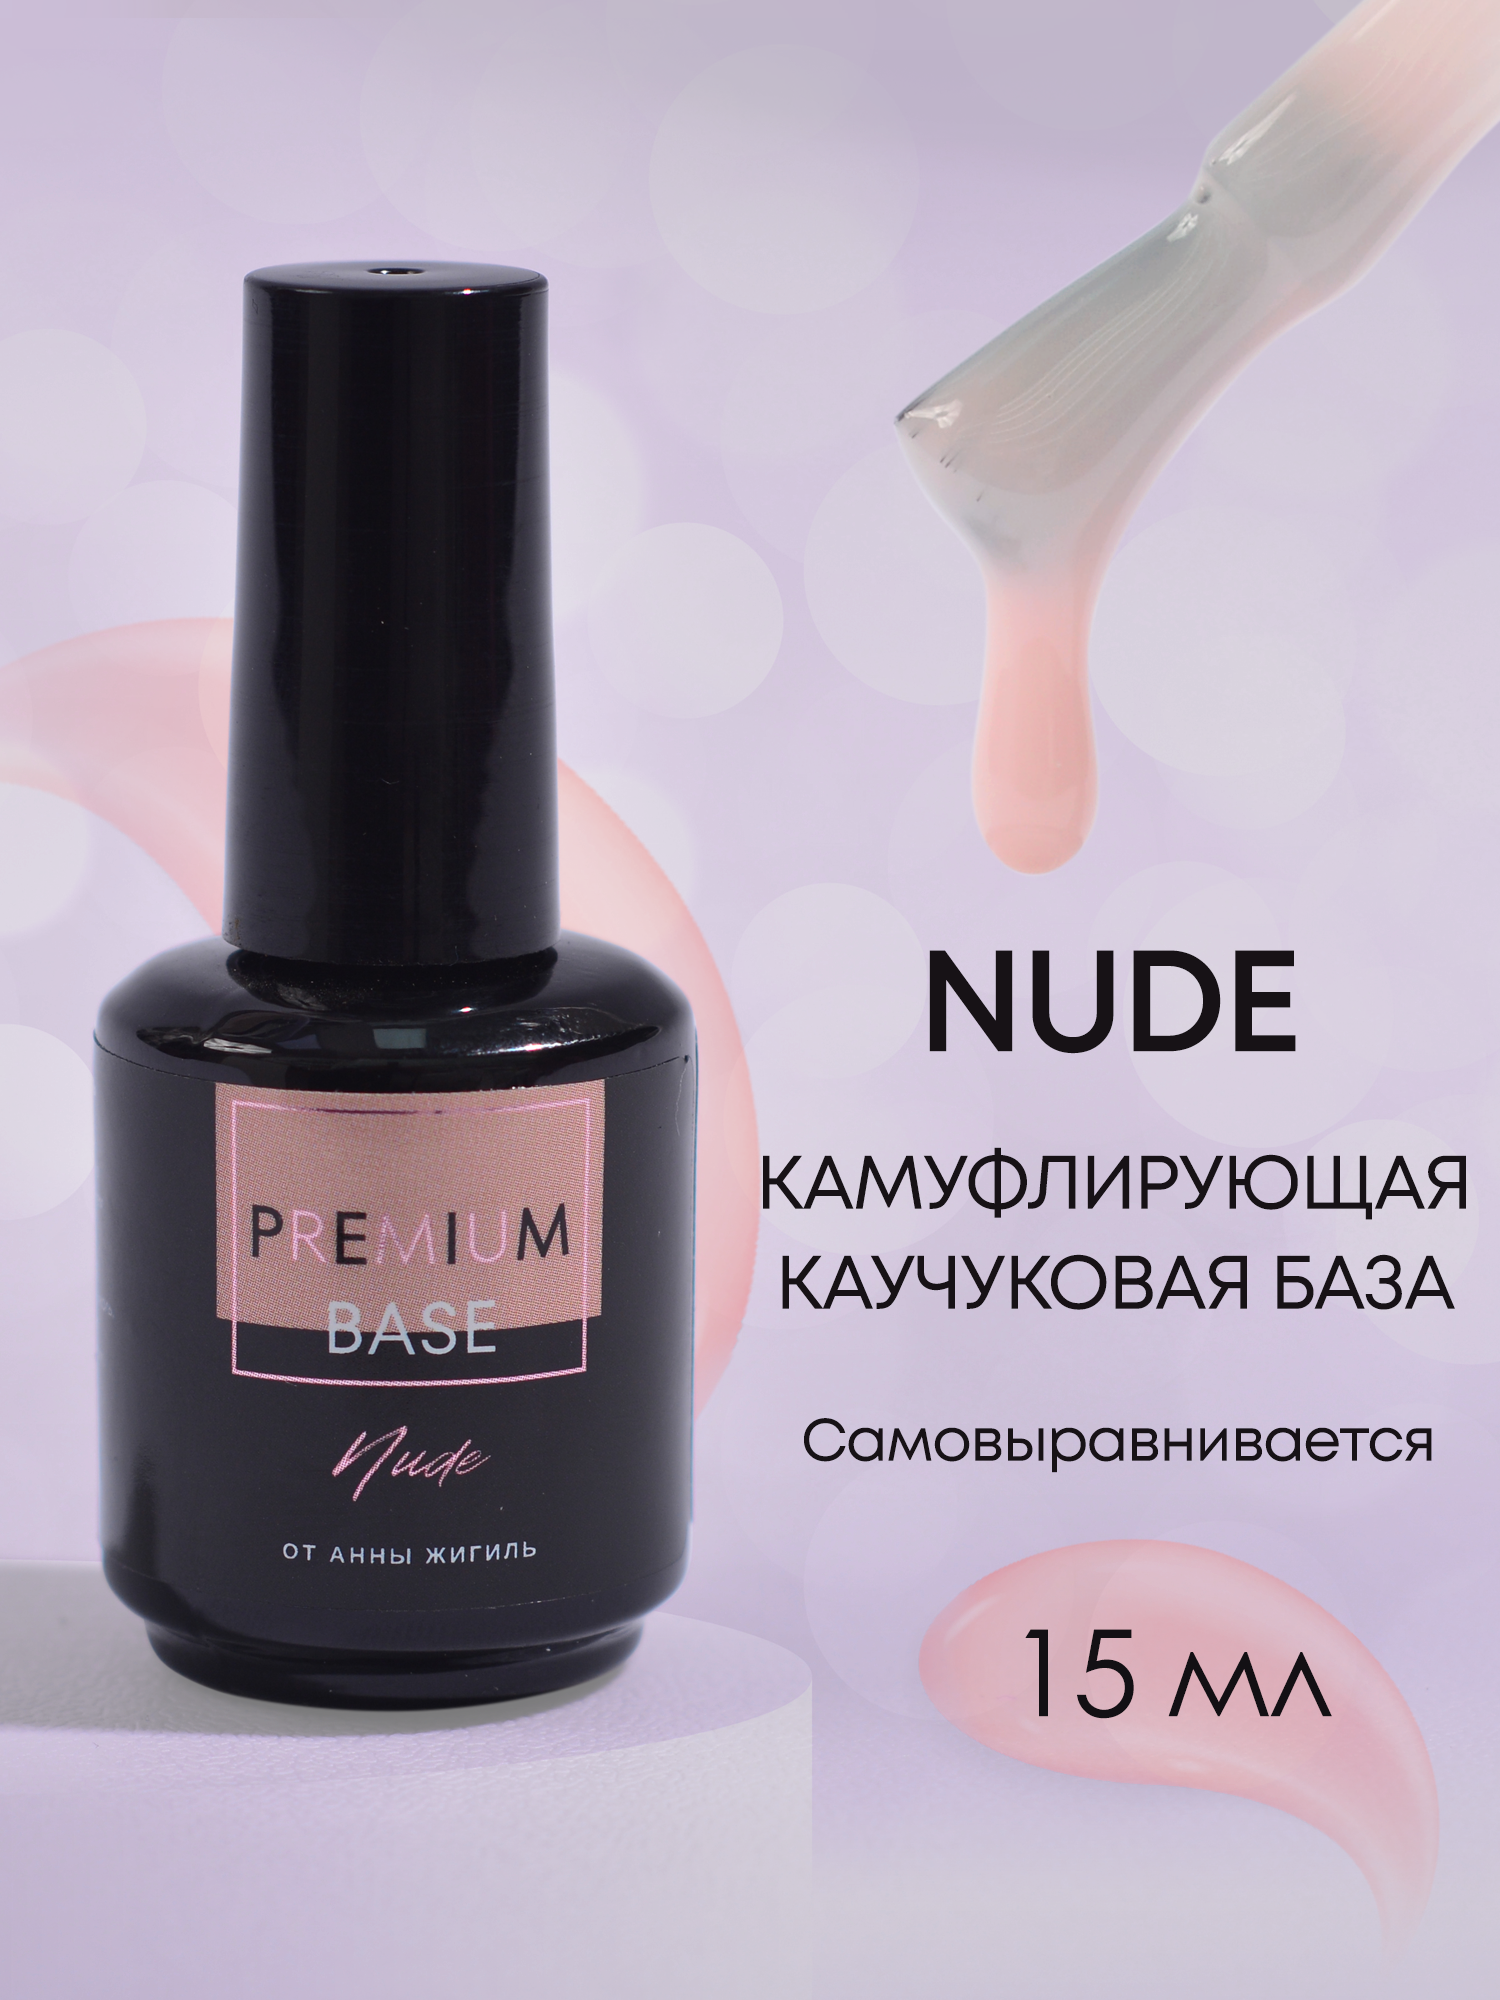 PREMIUM
BASE
Nude
ОТ АННЫ ЖИГИЛЬ
NUDE
КАМУФЛИРУЮЩАЯ
КАУЧУКОВАЯ БАЗА
Самовыравнивается
15 мл